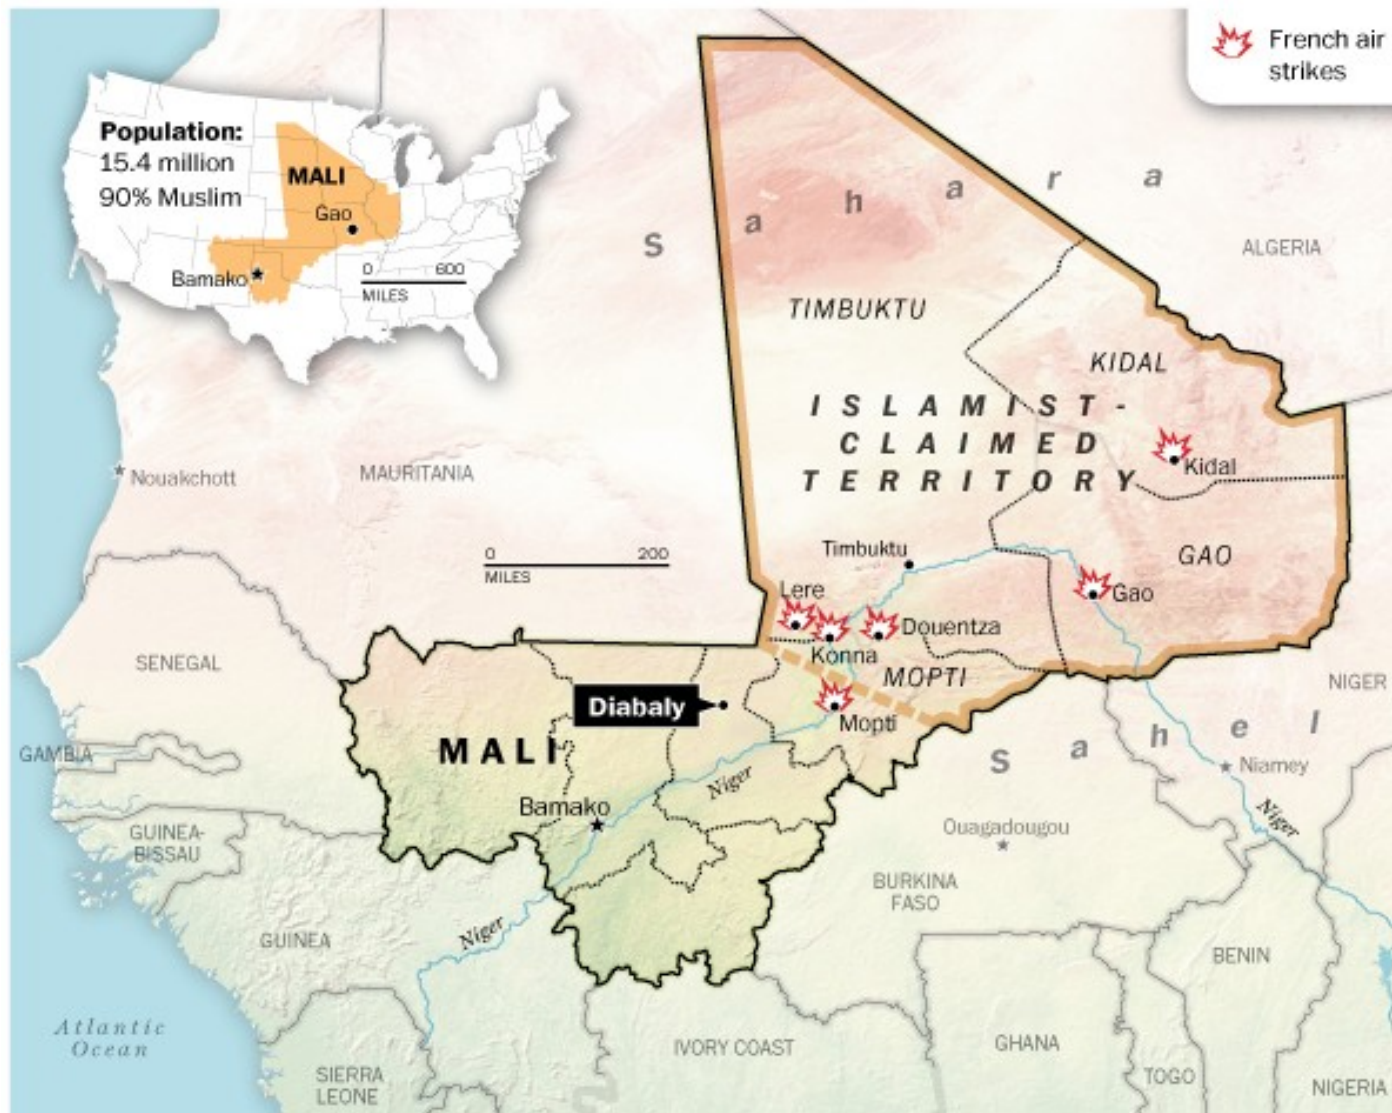 French air
strikes
Population:
15.4 million
90% Muslim
MALI
Gao
Bamako
0 600
MILES
S a h a r a
ALGERIA
TIMBUKTU
KIDAL
ISLAMIST-
CLAIMED
TERRITORY
Kidal
Nouakchott
MAURITANIA
0 200
MILES
Timbuktu
GAO
Lere
Gao
Douentza
Konna
SENEGAL
MOPTI
NIGER
Diabaly
Mopti
MALI
GAMBIA
S a h e l
Niamey
Niger
Bamako
Niger
Ouagadougou
GUINEA-
BISSAU
BURKINA
FASO
Niger
GUINEA
BENIN
Atlantic
Ocean
IVORY COAST
GHANA
SIERRA
LEONE
TOGO
NIGERIA